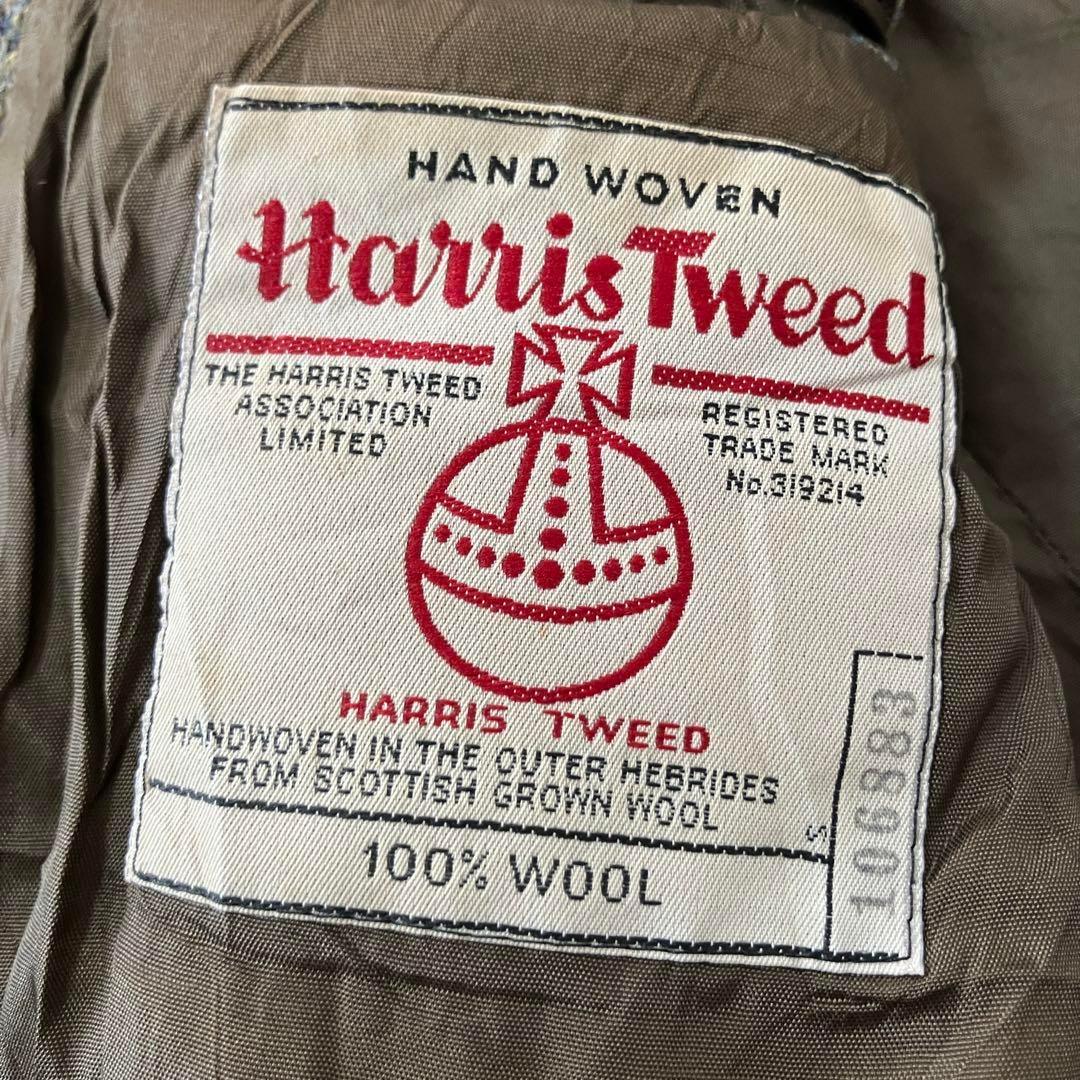 HAND WOVEN
Harris Tweed
THE HARRIS TWEED
ASSOCIATION
LIMITED
REGISTERED
TRADE MARK
No.319214
HARRIS TWEED
HANDWOVEN IN THE OUTER HEBRIDES
FROM SCOTTISH GROWN WOOL
100% WOOL
S
106883